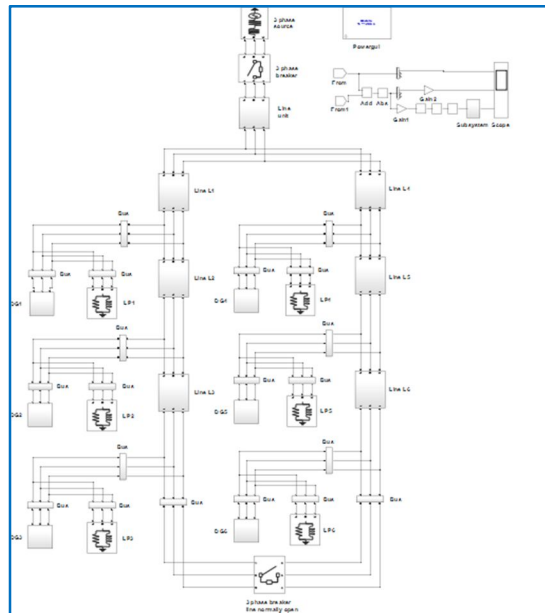 3 phase
source
Powergui
3 phase
breaker
From
Add
Abs
Gain2
From1
Gain1
Subsystem
Scope
Line
unit
Line L1
Line L4
Bus
Bus
Line L2
Line L5
Bus
Bus
Bus
Bus
DG1
LP1
DG4
LP4
Bus
Bus
Line L3
Line L6
Bus
Bus
Bus
Bus
DG2
LP2
DG5
LP5
Bus
Bus
Bus
Bus
Bus
Bus
Bus
Bus
DG3
LP3
DG6
LP6
3 phase breaker
line normally open